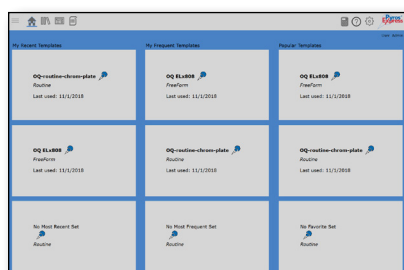 Pyrox
Express
My Recent Templates
My Frequent Templates
Popular Templates
OQ-routine-chrom-plate
Routine
Last used: 11/1/2018
OQ ELx808
FreeForm
Last used: 11/1/2018
OQ ELx808
FreeForm
Last used: 11/1/2018
OQ ELx808
FreeForm
Last used: 11/1/2018
OQ-routine-chrom-plate
Routine
Last used: 11/1/2018
OQ-routine-chrom-plate
Routine
Last used: 11/1/2018
No Most Recent Set
Routine
No Most Frequent Set
Routine
No Favorite Set
Routine